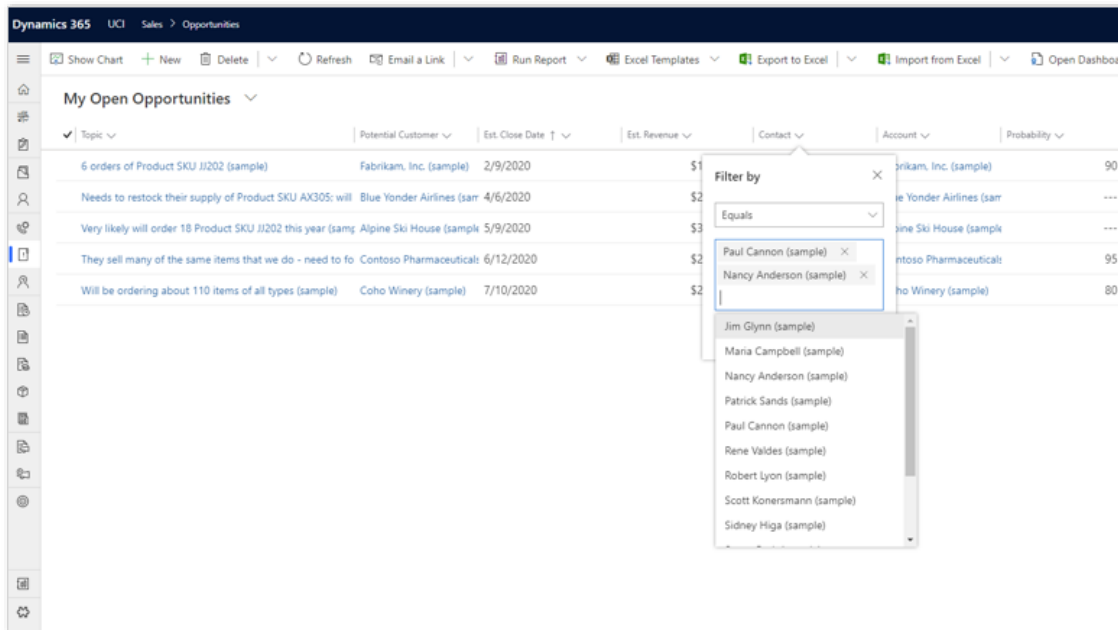 Dynamics 365 UCI Sales > Opportunities
Show Chart New Delete Refresh Email a Link Run Report Excel Templates Export to Excel Import from Excel Open Dashboa
My Open Opportunities
Topic Potential Customer Est. Close Date ↑ Est. Revenue Contact Account Probability
6 orders of Product SKU JJ202 (sample) Fabrikam, Inc. (sample) 2/9/2020 $1 brikam, Inc. (sample) 90
Needs to restock their supply of Product SKU AX305; will Blue Yonder Airlines (sam 4/6/2020 $2 ue Yonder Airlines (sam ---
Very likely will order 18 Product SKU JJ202 this year (samp Alpine Ski House (sample 5/9/2020 $3 pine Ski House (sample ---
They sell many of the same items that we do - need to fo Contoso Pharmaceuticals 6/12/2020 $2 ntoso Pharmaceuticals 95
Will be ordering about 110 items of all types (sample) Coho Winery (sample) 7/10/2020 $2 ho Winery (sample) 80
Filter by
Equals
Paul Cannon (sample)
Nancy Anderson (sample)
Jim Glynn (sample)
Maria Campbell (sample)
Nancy Anderson (sample)
Patrick Sands (sample)
Paul Cannon (sample)
Rene Valdes (sample)
Robert Lyon (sample)
Scott Konersmann (sample)
Sidney Higa (sample)